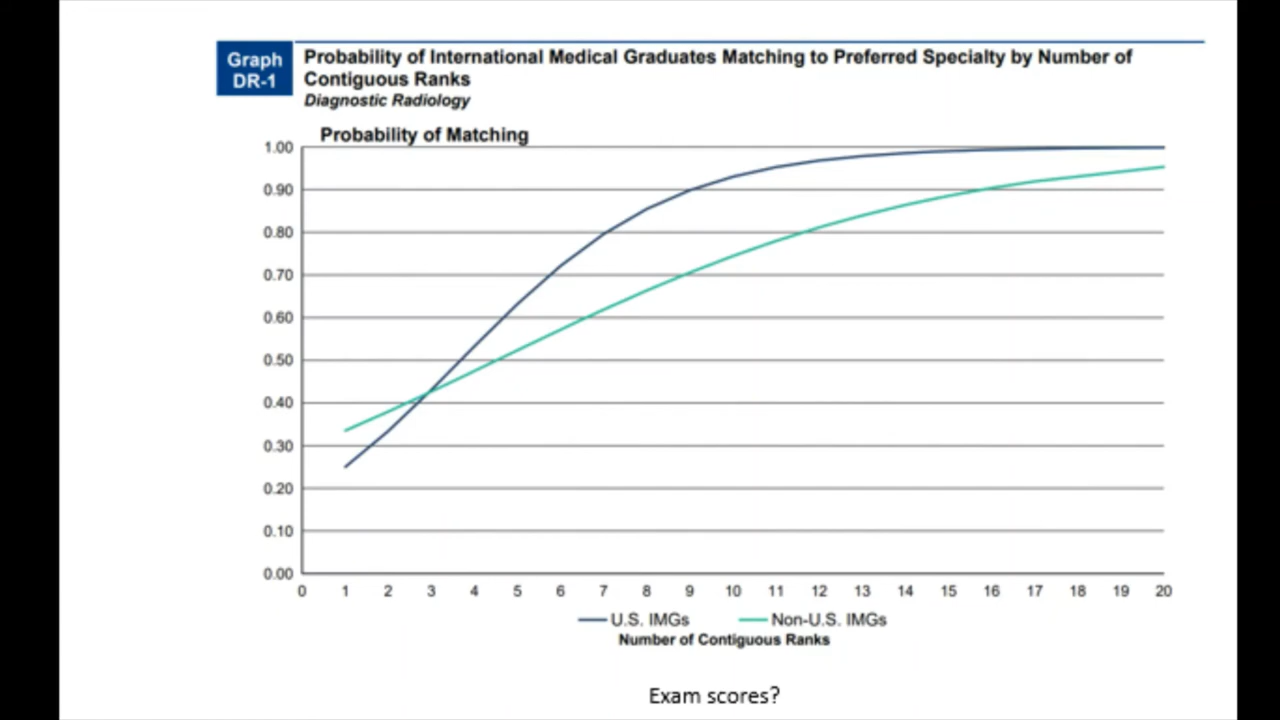 Graph
DR-1
Probability of International Medical Graduates Matching to Preferred Specialty by Number of
Contiguous Ranks
Diagnostic Radiology
Probability of Matching
1.00
0.90
0.80
0.70
0.60
0.50
0.40
0.30
0.20
0.10
0.00
0 1 2 3 4 5 6 7 8 9 10 11 12 13 14 15 16 17 18 19 20
U.S. IMGs Non-U.S. IMGs
Number of Contiguous Ranks
Exam scores?